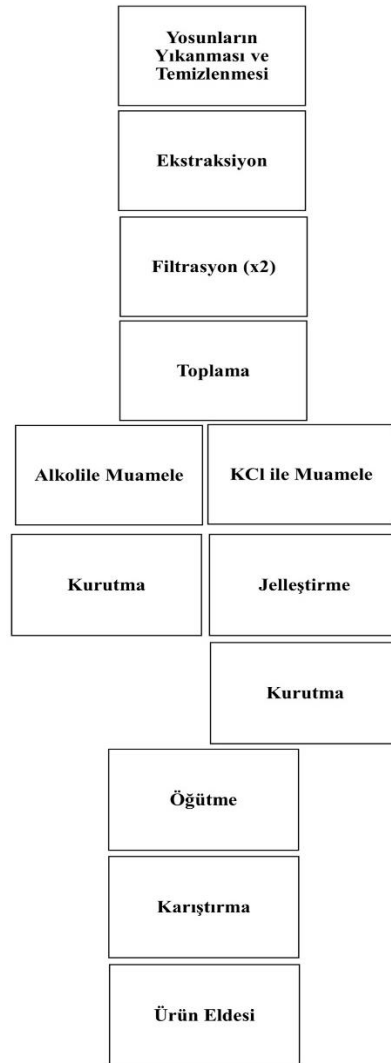 Yosunların
Yıkanması ve
Temizlenmesi
Ekstraksiyon
Filtrasyon (x2)
Toplama
Alkolile Muamele
KCl ile Muamele
Kurutma
Jelleştirme
Kurutma
Öğütme
Karıştırma
Ürün Eldesi